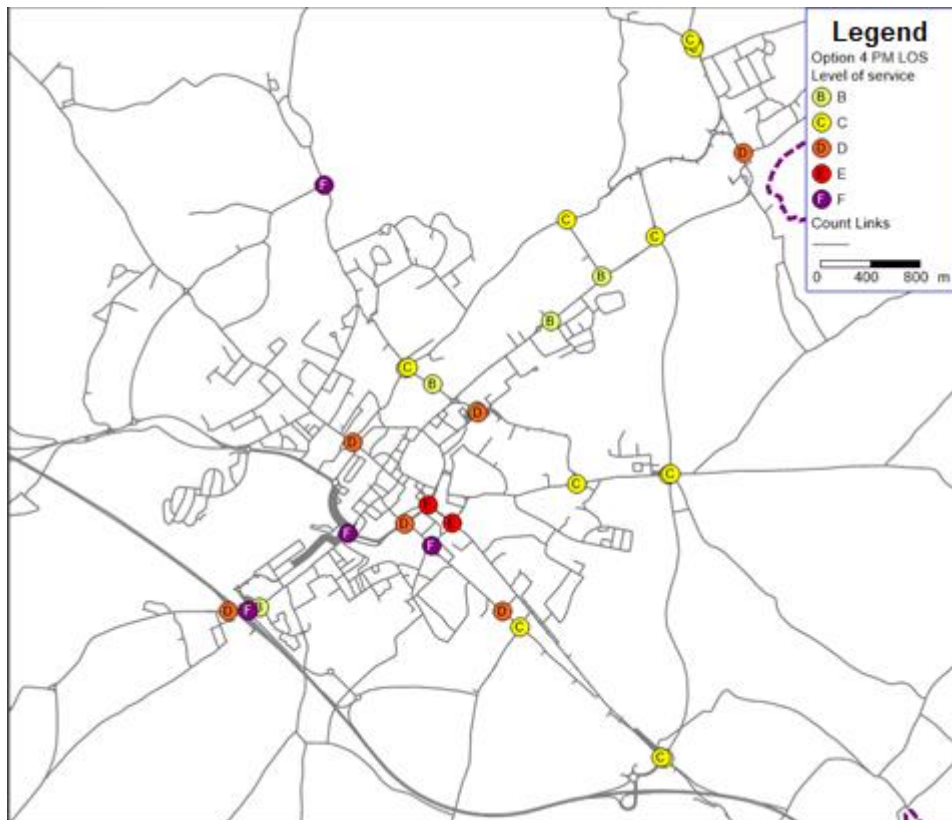 Legend
Option 4 PM LOS
Level of service
B B
C C
D D
E E
F F
Count Links
0 400 800 m
C
C
D
F
C
C
B
B
C
B
D
D
C
C
E
D
E
F
F
D
F
B
D
C
C